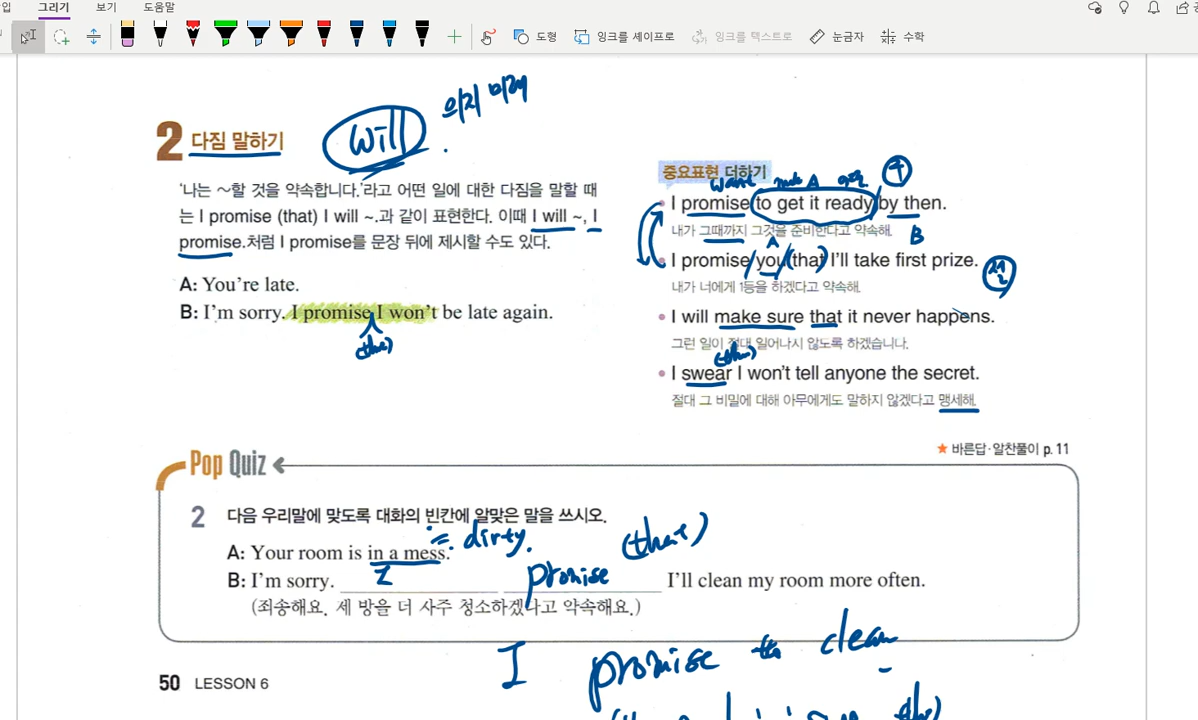 입 그리기 보기 도움말
도형 잉크를 셰이프로 잉크를 텍스트로 눈금자 수학
2 다짐 말하기
will
의지 미래
'나는 ~할 것을 약속합니다.'라고 어떤 일에 대한 다짐을 말할 때
는 I promise (that) I will ~.과 같이 표현한다. 이때 I will ~, I
promise.처럼 I promise를 문장 뒤에 제시할 수도 있다.
A: You're late.
B: I'm sorry. I promise I won't be late again.
(that)
중요표현 더하기
want
I promise to get it ready by then.
내가 그때까지 그것을 준비한다고 약속해.
A B
I promise you (that) I'll take first prize.
내가 너에게 1등을 하겠다고 약속해.
I will make sure that it never happens.
그런 일이 절대 일어나지 않도록 하겠습니다.
(that)
I swear I won't tell anyone the secret.
절대 그 비밀에 대해 아무에게도 말하지 않겠다고 맹세해.
★ 바른답·알찬풀이 p. 11
Pop Quiz
2 다음 우리말에 맞도록 대화의 빈칸에 알맞은 말을 쓰시오.
= dirty.
A: Your room is in a mess.
(that)
B: I'm sorry. I promise I'll clean my room more often.
(죄송해요. 제 방을 더 자주 청소하겠다고 약속해요.)
I promise to clean
50 LESSON 6